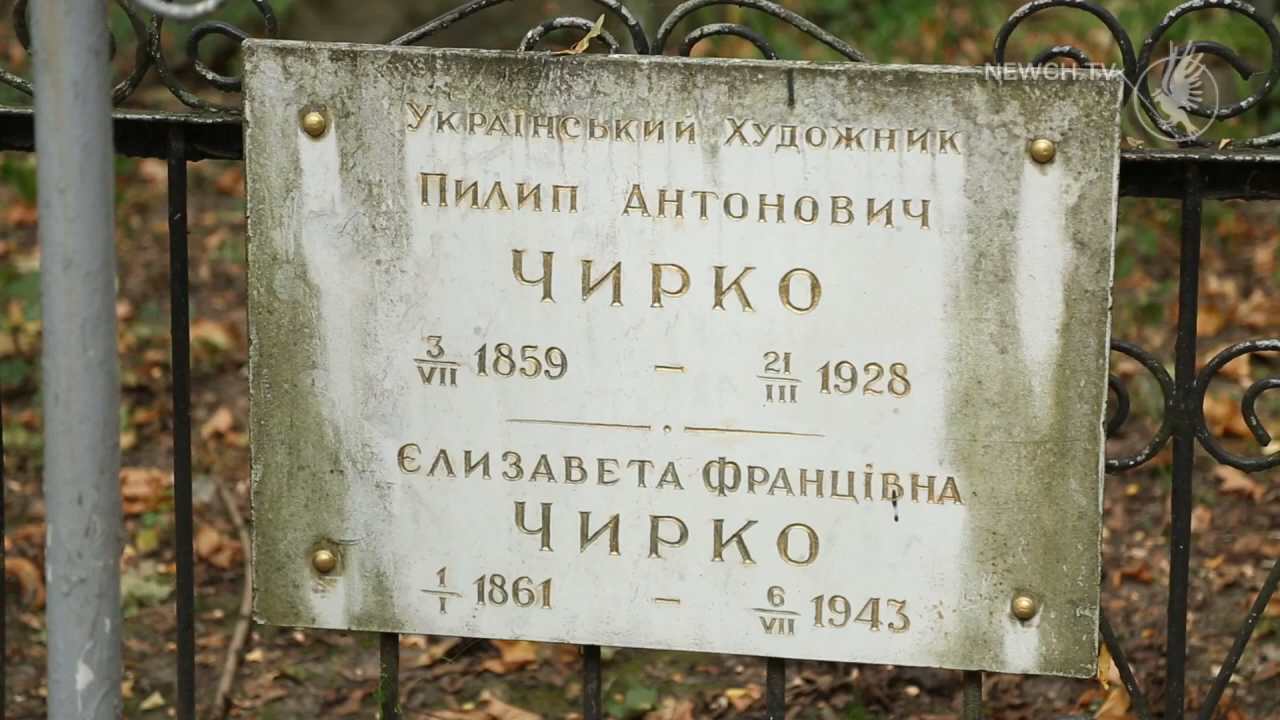 NEWCH.TV
Український Художник
Пилип Антонович
Чирко
3/VII 1859 – 21/III 1928
Єлизавета Францівна
Чирко
1/I 1861 – 6/VII 1943